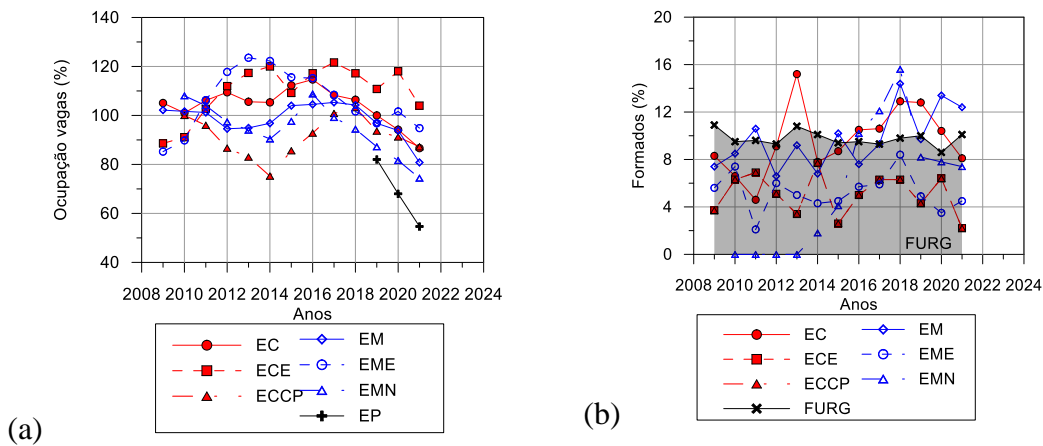 140
120
100
80
60
40
Ocupação vagas (%)
2008 2010 2012 2014 2016 2018 2020 2022 2024
Anos
EC
ECE
ECCP
EM
EME
EMN
EP
(a)
20
16
12
8
4
0
Formados (%)
FURG
2008 2010 2012 2014 2016 2018 2020 2022 2024
Anos
EC
ECE
ECCP
FURG
EM
EME
EMN
(b)